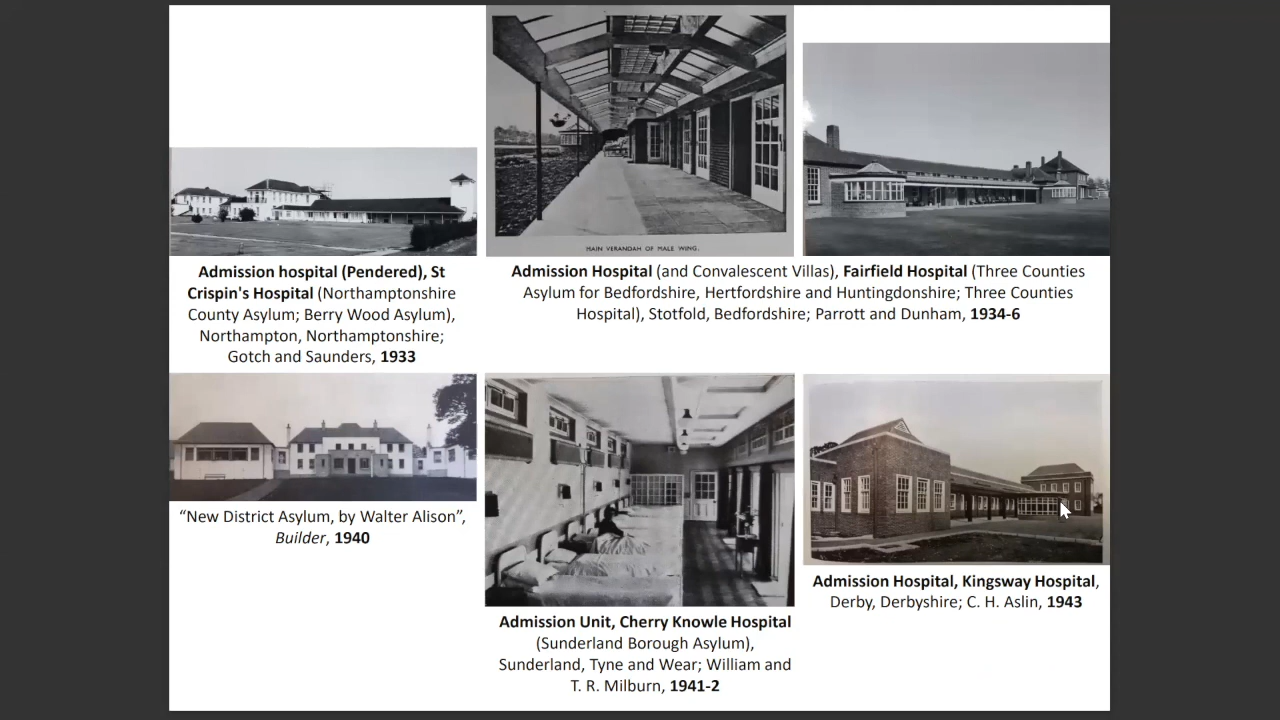 MAIN VERANDAH OF MALE WING.
Admission hospital (Pendered), St
Crispin's Hospital (Northamptonshire
County Asylum; Berry Wood Asylum),
Northampton, Northamptonshire;
Gotch and Saunders, 1933
Admission Hospital (and Convalescent Villas), Fairfield Hospital (Three Counties
Asylum for Bedfordshire, Hertfordshire and Huntingdonshire; Three Counties
Hospital), Stotfold, Bedfordshire; Parrott and Dunham, 1934-6
“New District Asylum, by Walter Alison”,
Builder, 1940
Admission Unit, Cherry Knowle Hospital
(Sunderland Borough Asylum),
Sunderland, Tyne and Wear; William and
T. R. Milburn, 1941-2
Admission Hospital, Kingsway Hospital,
Derby, Derbyshire; C. H. Aslin, 1943